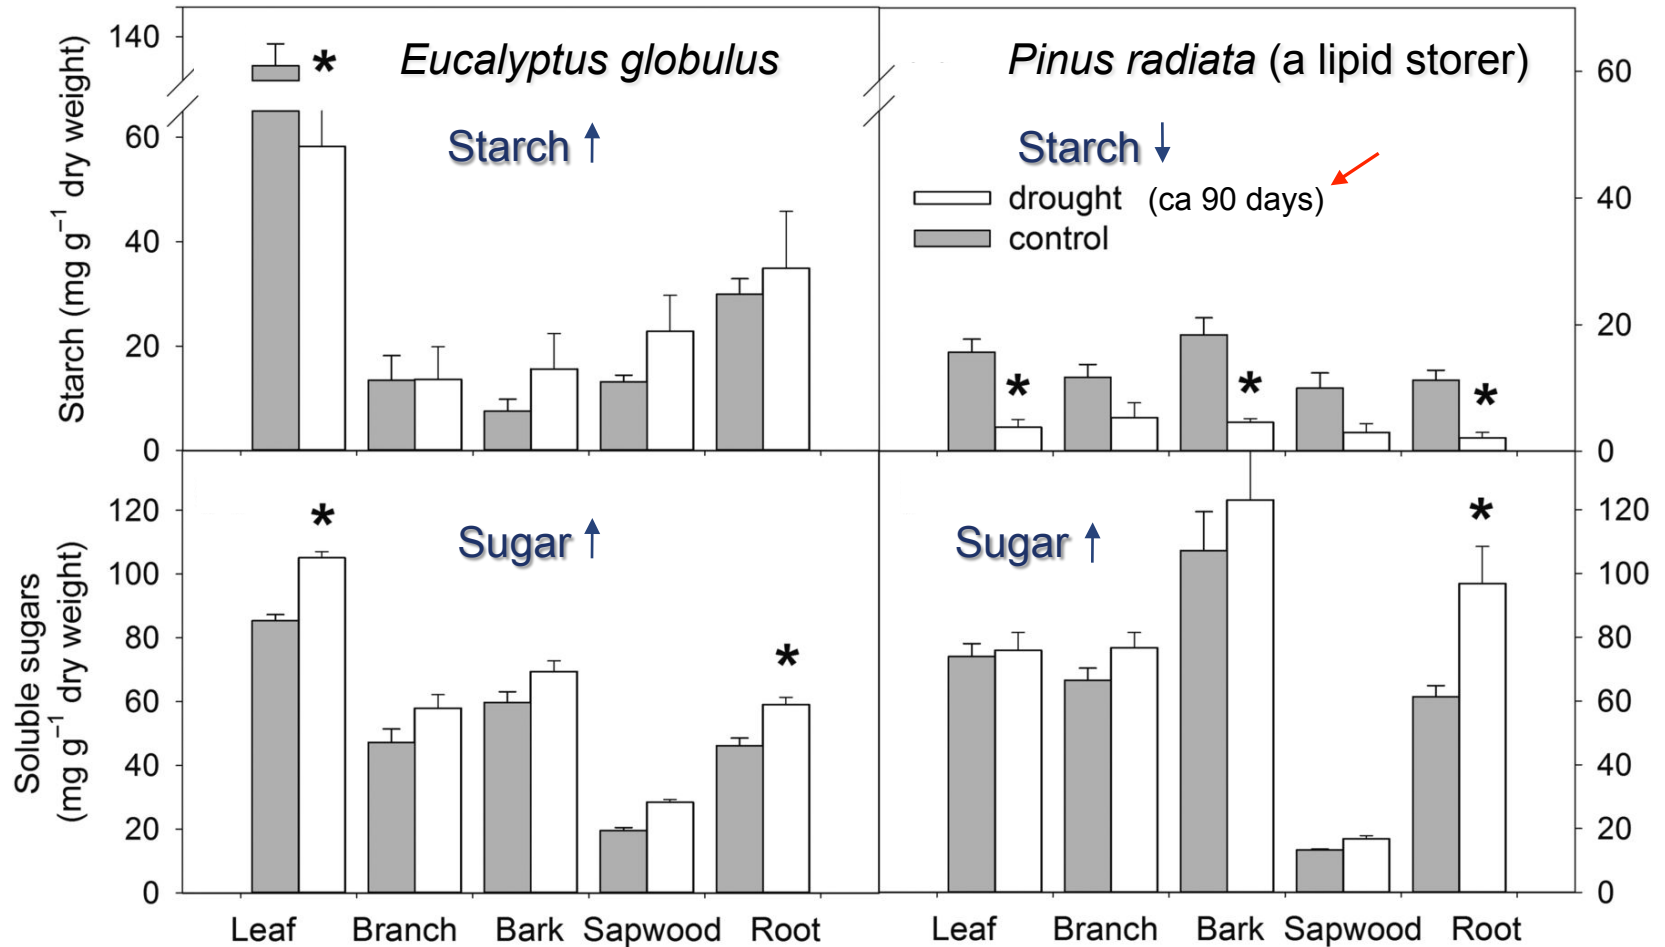 Eucalyptus globulus
Pinus radiata (a lipid storer)
Starch ↑
Starch ↓
drought (ca 90 days)
control
Starch (mg g⁻¹ dry weight)
140
60
40
20
0
*
60
40
20
0
*
*
*
Sugar ↑
Sugar ↑
Soluble sugars
(mg g⁻¹ dry weight)
120
100
80
60
40
20
0
*
*
*
120
100
80
60
40
20
0
Leaf Branch Bark Sapwood Root
Leaf Branch Bark Sapwood Root